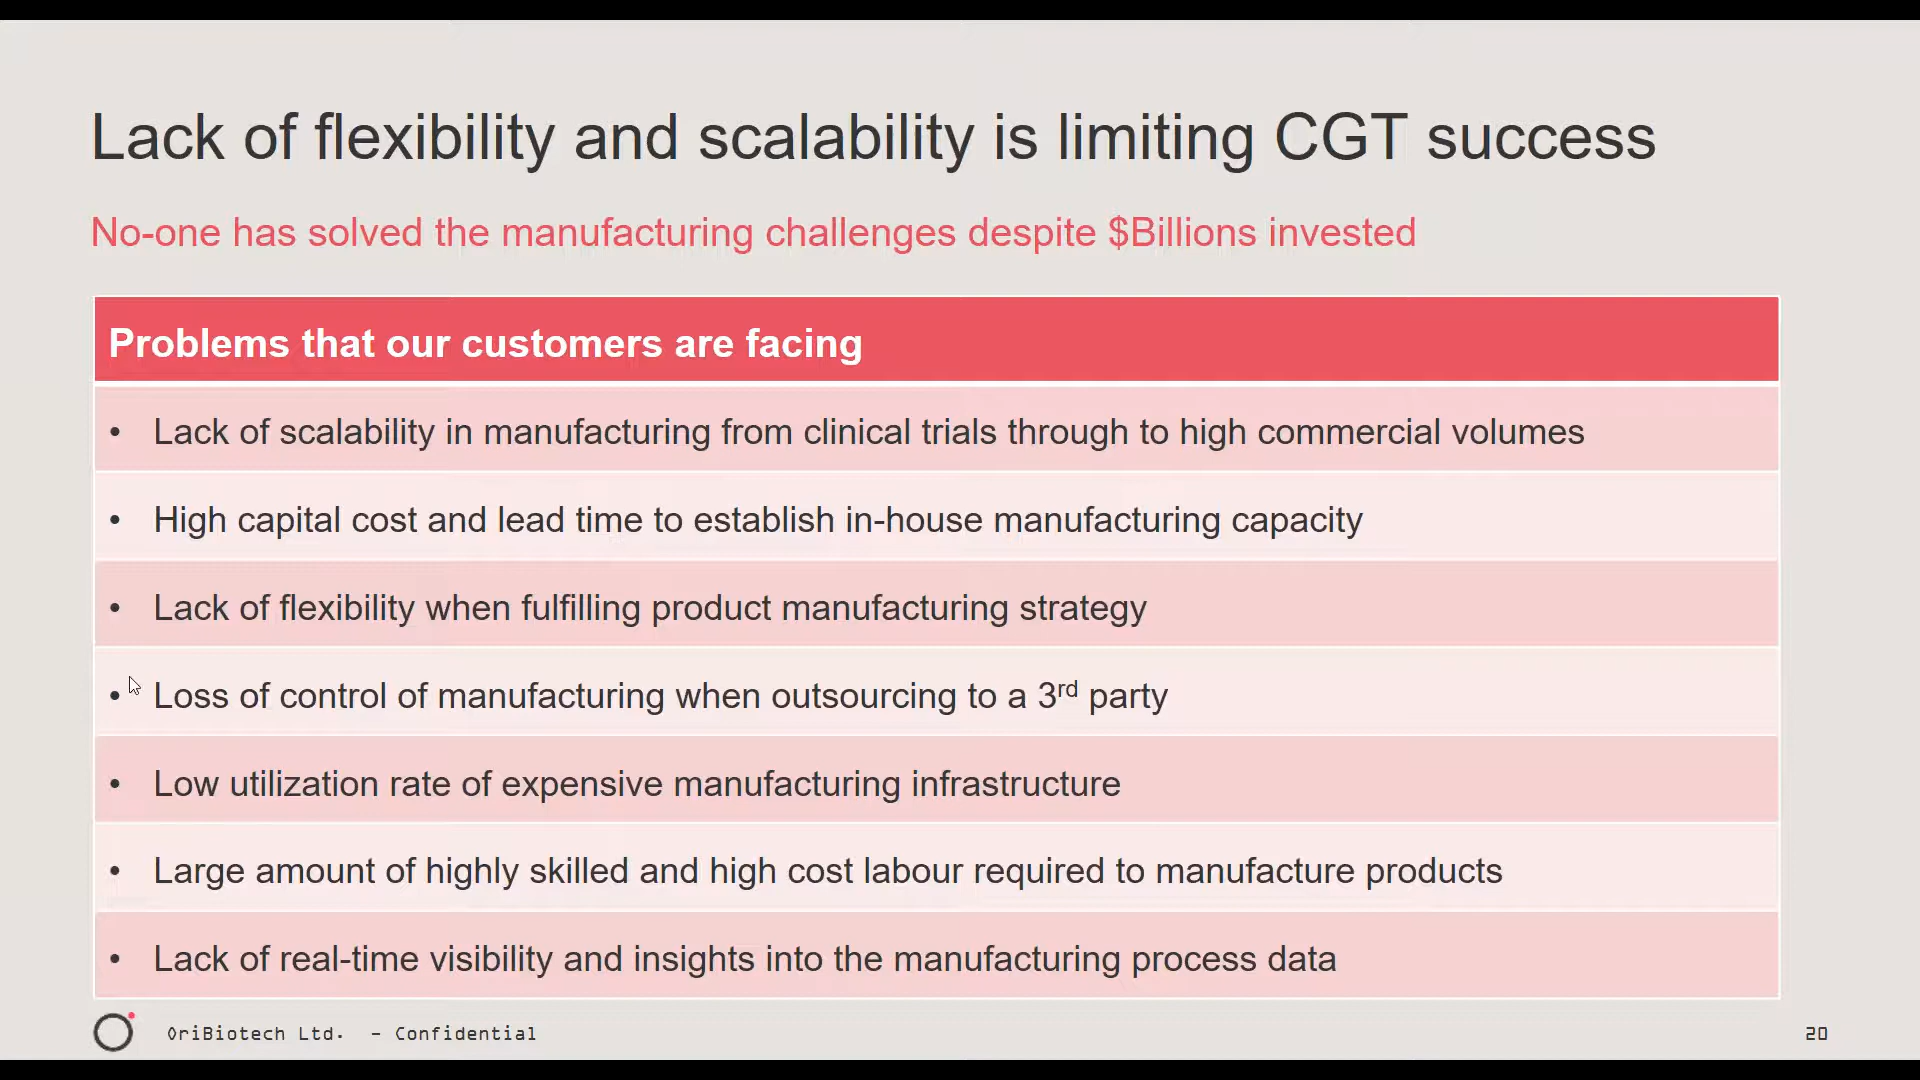 Lack of flexibility and scalability is limiting CGT success
No-one has solved the manufacturing challenges despite $Billions invested
Problems that our customers are facing
• Lack of scalability in manufacturing from clinical trials through to high commercial volumes
• High capital cost and lead time to establish in-house manufacturing capacity
• Lack of flexibility when fulfilling product manufacturing strategy
• Loss of control of manufacturing when outsourcing to a 3rd party
• Low utilization rate of expensive manufacturing infrastructure
• Large amount of highly skilled and high cost labour required to manufacture products
• Lack of real-time visibility and insights into the manufacturing process data
OriBiotech Ltd. - Confidential
20